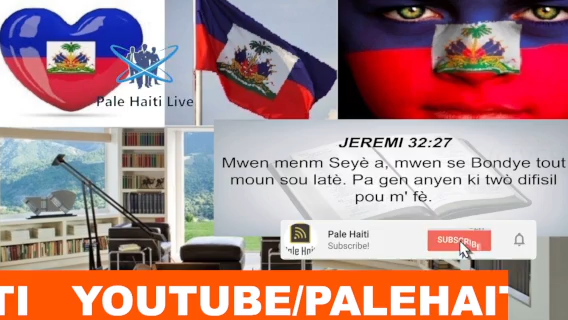 Pale Haiti Live
JEREMI 32:27
Mwen menm Seyè a, mwen se Bondye tout
moun sou latè. Pa gen anyen ki twò difisil
pou m' fè.
Pale Haiti
Subscribe!
SUBSCRIBE
TI YOUTUBE/PALEHAIT